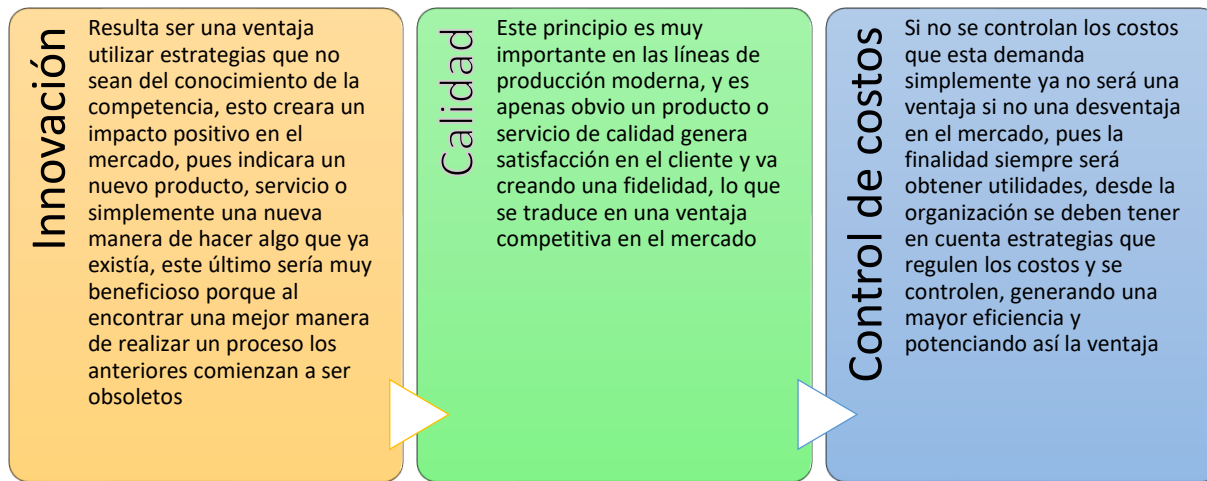 Innovación
Resulta ser una ventaja
utilizar estrategias que no
sean del conocimiento de la
competencia, esto creara un
impacto positivo en el
mercado, pues indicara un
nuevo producto, servicio o
simplemente una nueva
manera de hacer algo que ya
existía, este último sería muy
beneficioso porque al
encontrar una mejor manera
de realizar un proceso los
anteriores comienzan a ser
obsoletos
Calidad
Este principio es muy
importante en las líneas de
producción moderna, y es
apenas obvio un producto o
servicio de calidad genera
satisfacción en el cliente y va
creando una fidelidad, lo que
se traduce en una ventaja
competitiva en el mercado
Control de costos
Si no se controlan los costos
que esta demanda
simplemente ya no será una
ventaja si no una desventaja
en el mercado, pues la
finalidad siempre será
obtener utilidades, desde la
organización se deben tener
en cuenta estrategias que
regulen los costos y se
controlen, generando una
mayor eficiencia y
potenciando así la ventaja